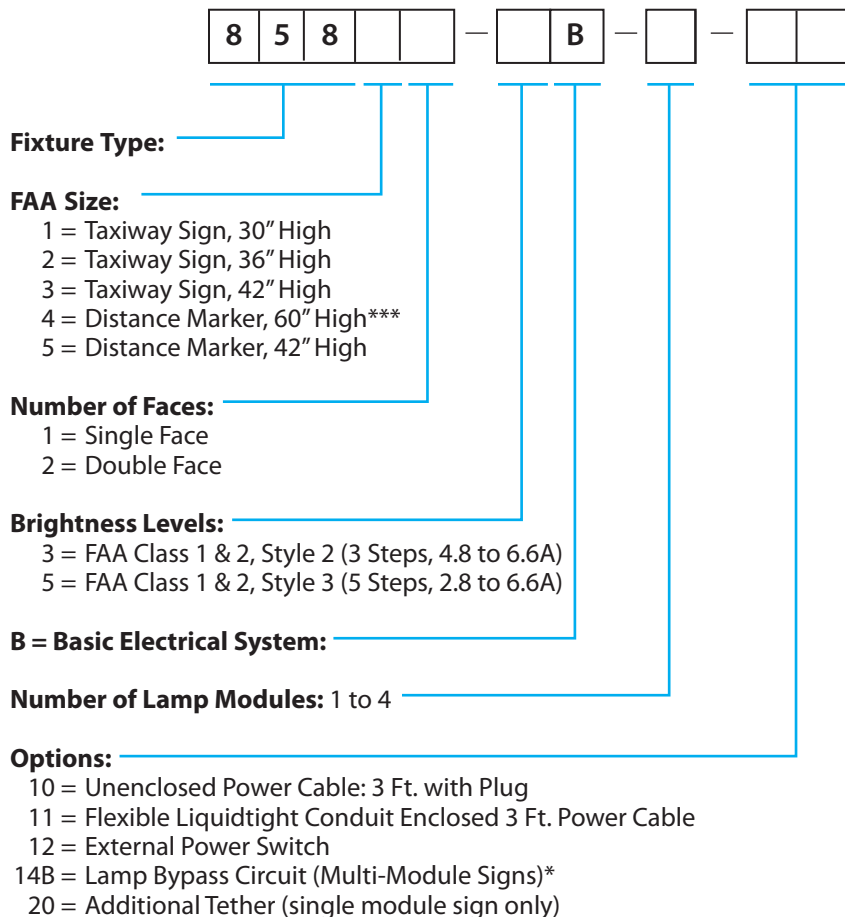 8 5 8 — B — —
Fixture Type:
FAA Size:
1 = Taxiway Sign, 30" High
2 = Taxiway Sign, 36" High
3 = Taxiway Sign, 42" High
4 = Distance Marker, 60" High***
5 = Distance Marker, 42" High
Number of Faces:
1 = Single Face
2 = Double Face
Brightness Levels:
3 = FAA Class 1 & 2, Style 2 (3 Steps, 4.8 to 6.6A)
5 = FAA Class 1 & 2, Style 3 (5 Steps, 2.8 to 6.6A)
B = Basic Electrical System:
Number of Lamp Modules: 1 to 4
Options:
10 = Unenclosed Power Cable: 3 Ft. with Plug
11 = Flexible Liquidtight Conduit Enclosed 3 Ft. Power Cable
12 = External Power Switch
14B = Lamp Bypass Circuit (Multi-Module Signs)*
20 = Additional Tether (single module sign only)